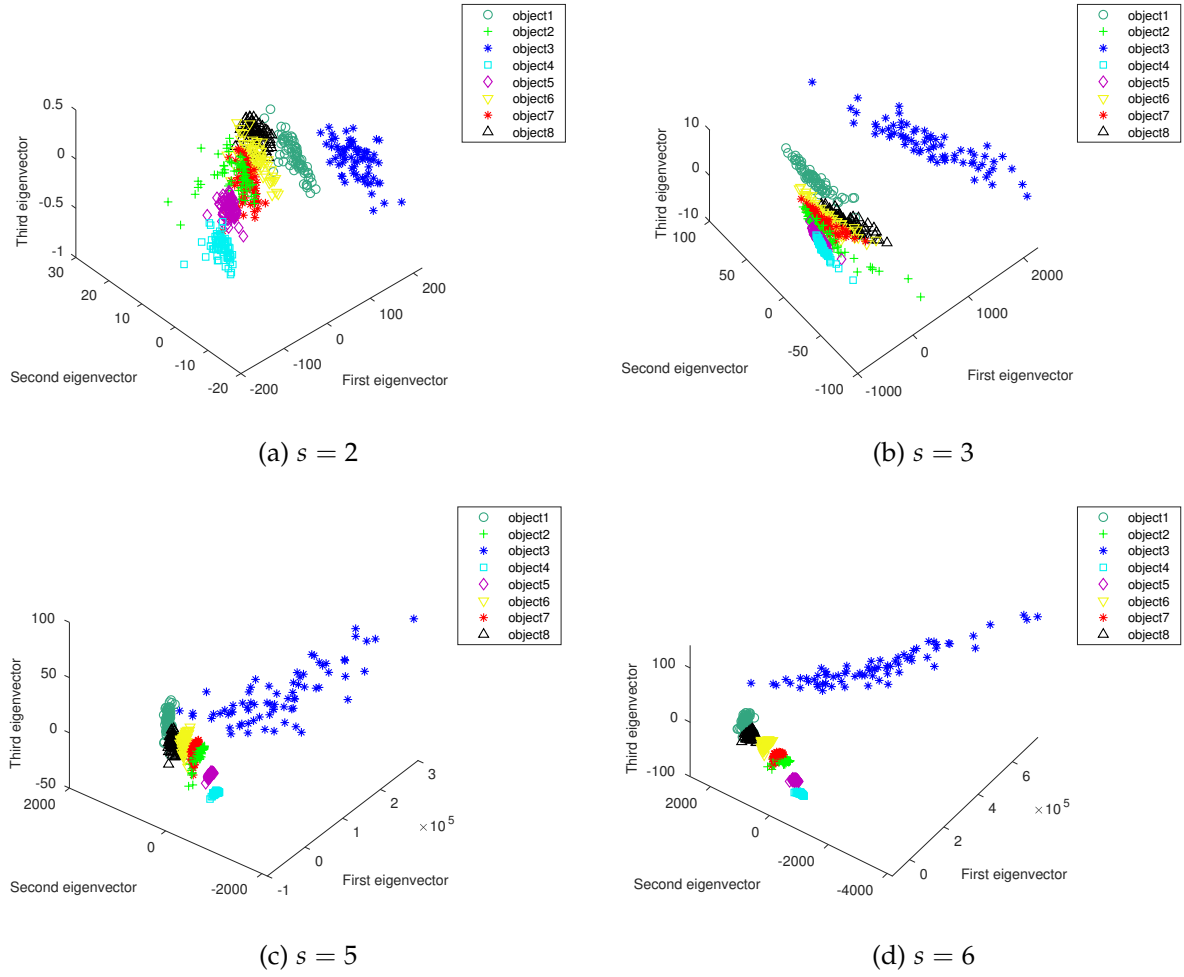 object1
object2
object3
object4
object5
object6
object7
object8
0.5
0
-0.5
-1
Third eigenvector
30
20
10
0
-10
-20
Second eigenvector
-200
-100
0
100
200
First eigenvector
(a) s = 2
object1
object2
object3
object4
object5
object6
object7
object8
10
0
-10
Third eigenvector
100
50
0
-50
-100
Second eigenvector
-1000
0
1000
2000
First eigenvector
(b) s = 3
object1
object2
object3
object4
object5
object6
object7
object8
100
50
0
-50
Third eigenvector
2000
0
-2000
Second eigenvector
-1
0
1
2
3
×10^5
First eigenvector
(c) s = 5
object1
object2
object3
object4
object5
object6
object7
object8
100
0
-100
Third eigenvector
2000
0
-2000
-4000
Second eigenvector
0
2
4
6
×10^5
First eigenvector
(d) s = 6